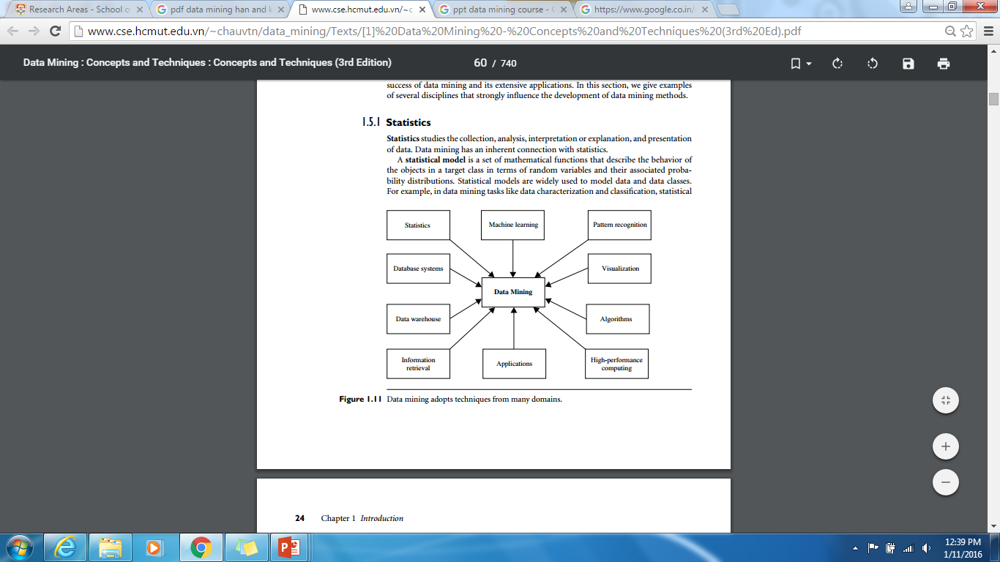 Research Areas - School o
pdf data mining han and k
www.cse.hcmut.edu.vn/~c
ppt data mining course -
https://www.google.co.in/
www.cse.hcmut.edu.vn/~chauvtn/data_mining/Texts/[1]%20Data%20Mining%20-%20Concepts%20and%20Techniques%20(3rd%20Ed).pdf
Data Mining : Concepts and Techniques : Concepts and Techniques (3rd Edition)
60 / 740
success of data mining and its extensive applications. In this section, we give examples
of several disciplines that strongly influence the development of data mining methods.
1.5.1 Statistics
Statistics studies the collection, analysis, interpretation or explanation, and presentation
of data. Data mining has an inherent connection with statistics.
A statistical model is a set of mathematical functions that describe the behavior of
the objects in a target class in terms of random variables and their associated proba-
bility distributions. Statistical models are widely used to model data and data classes.
For example, in data mining tasks like data characterization and classification, statistical
Statistics
Machine learning
Pattern recognition
Database systems
Visualization
Data Mining
Data warehouse
Algorithms
Information
retrieval
Applications
High-performance
computing
Figure 1.11 Data mining adopts techniques from many domains.
24 Chapter 1 Introduction
12:39 PM
1/11/2016